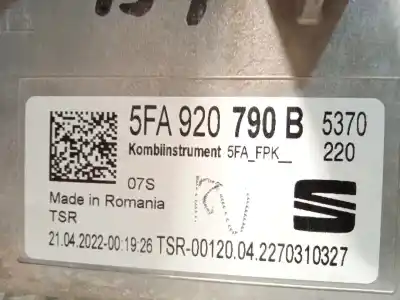 5FA 920 790 B 5370
Kombiinstrument 5FA_FPK__ 220
07S
Made in Romania
TSR
21.04.2022-00:19:26 TSR-00120.04.2270310327